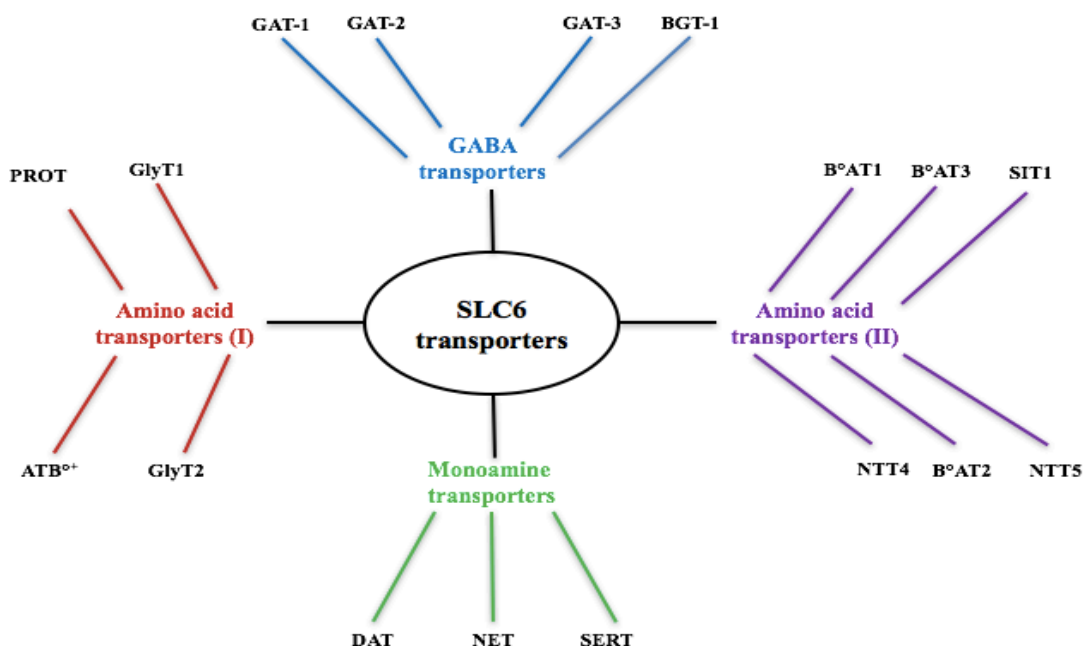 GAT-1 GAT-2 GAT-3 BGT-1
GABA
transporters
PROT GlyT1
B°AT1 B°AT3 SIT1
Amino acid
transporters (I)
SLC6
transporters
Amino acid
transporters (II)
ATB°⁺ GlyT2
NTT4 B°AT2 NTT5
Monoamine
transporters
DAT NET SERT